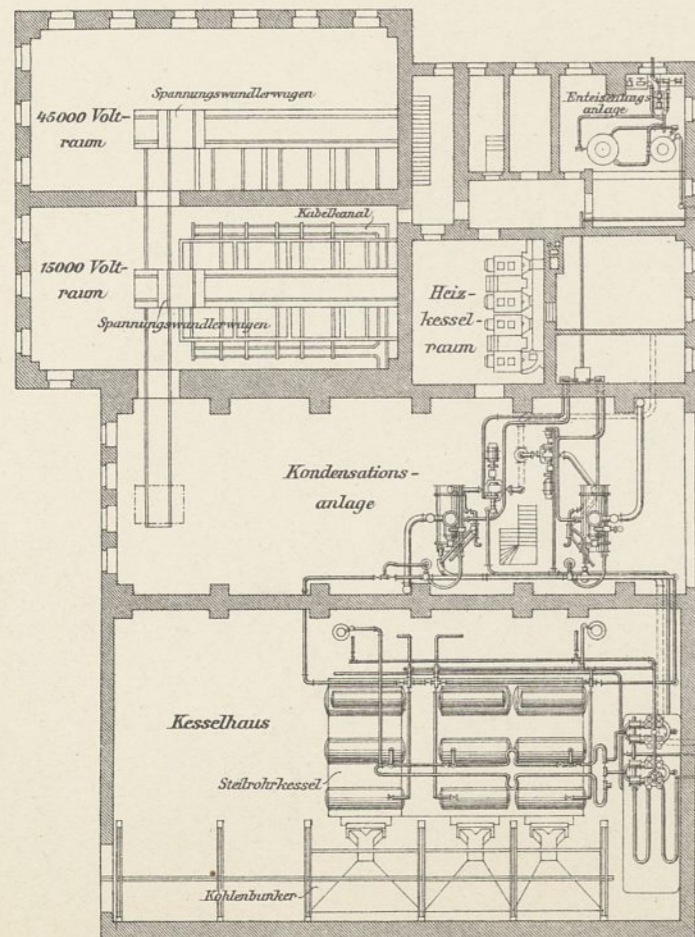 Spannungswandlerwagen
45000 Volt-
raum
Enteisenungs
anlage
Kabelkanal
15000 Volt-
raum
Spannungswandlerwagen
Heiz-
kessel-
raum
Kondensations-
anlage
Kesselhaus
Steilrohrkessel
Kohlenbunker